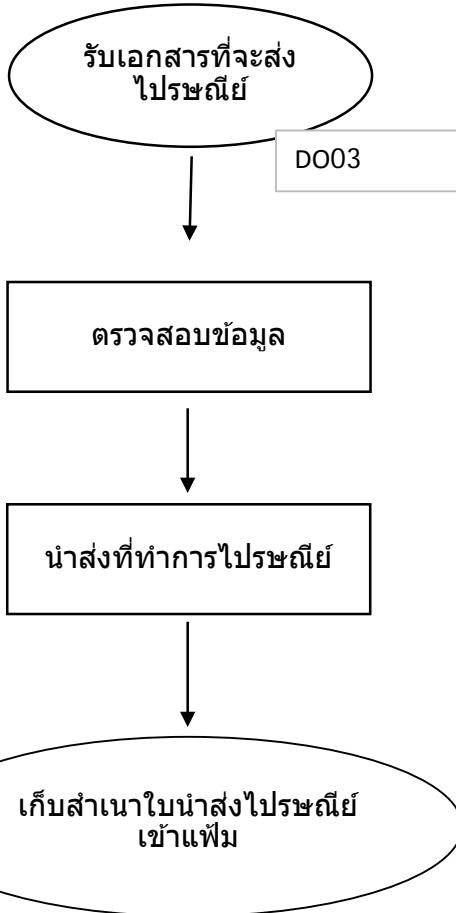 รับเอกสารที่จะส่ง
ไปรษณีย์
DO03
ตรวจสอบข้อมูล
นำส่งที่ทำการไปรษณีย์
เก็บสำเนาใบนำส่งไปรษณีย์
เข้าแฟ้ม